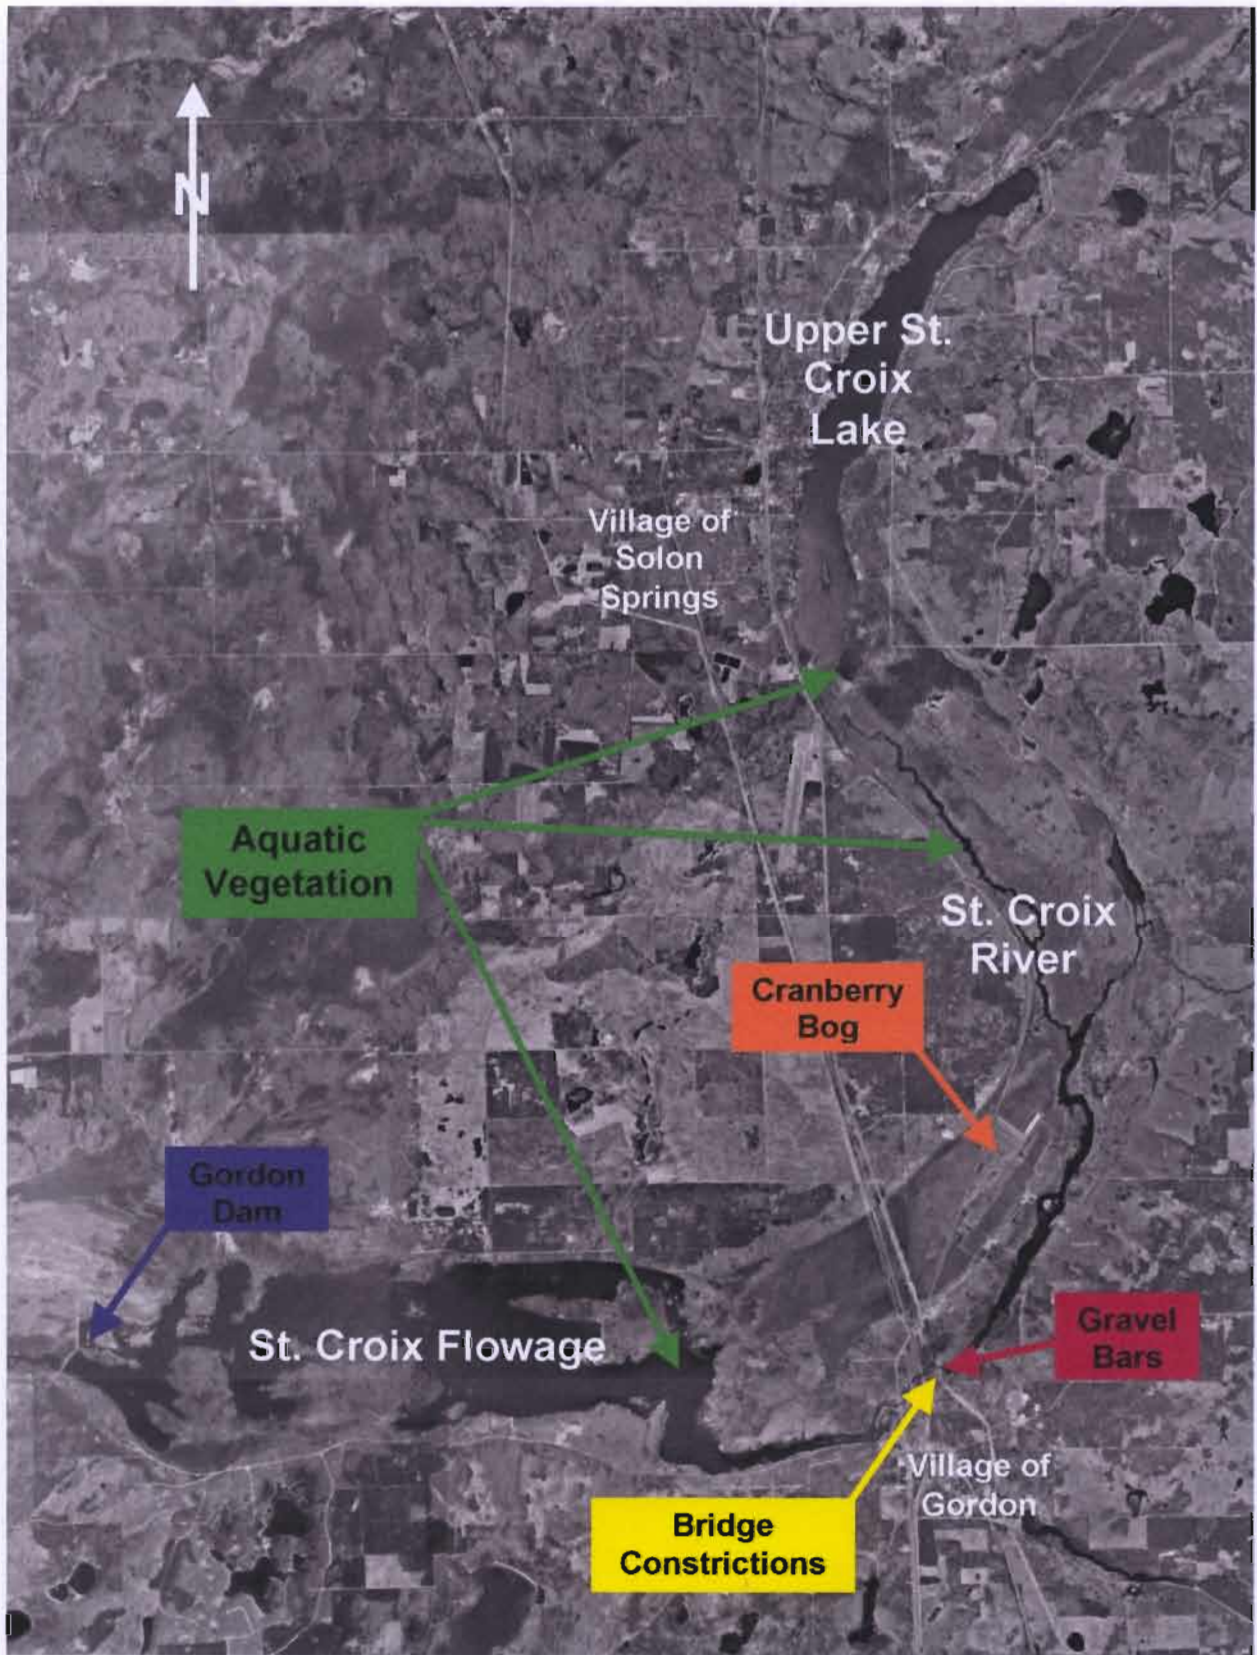 N
Upper St.
Croix
Lake
Village of
Solon
Springs
Aquatic
Vegetation
St. Croix
River
Cranberry
Bog
Gordon
Dam
St. Croix Flowage
Gravel
Bars
Village of
Gordon
Bridge
Constrictions